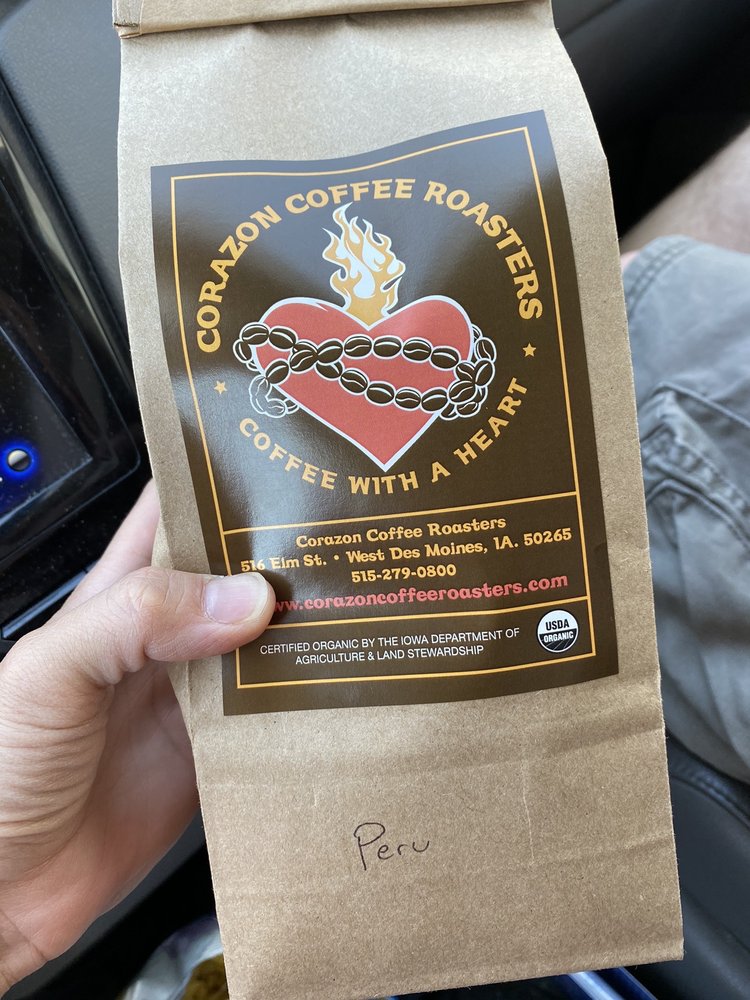 CORAZON COFFEE ROASTERS
COFFEE WITH A HEART
Corazon Coffee Roasters
516 Elm St. • West Des Moines, IA. 50265
515-279-0800
ww.corazoncoffeeroasters.com
CERTIFIED ORGANIC BY THE IOWA DEPARTMENT OF
AGRICULTURE & LAND STEWARDSHIP
USDA
ORGANIC
Peru